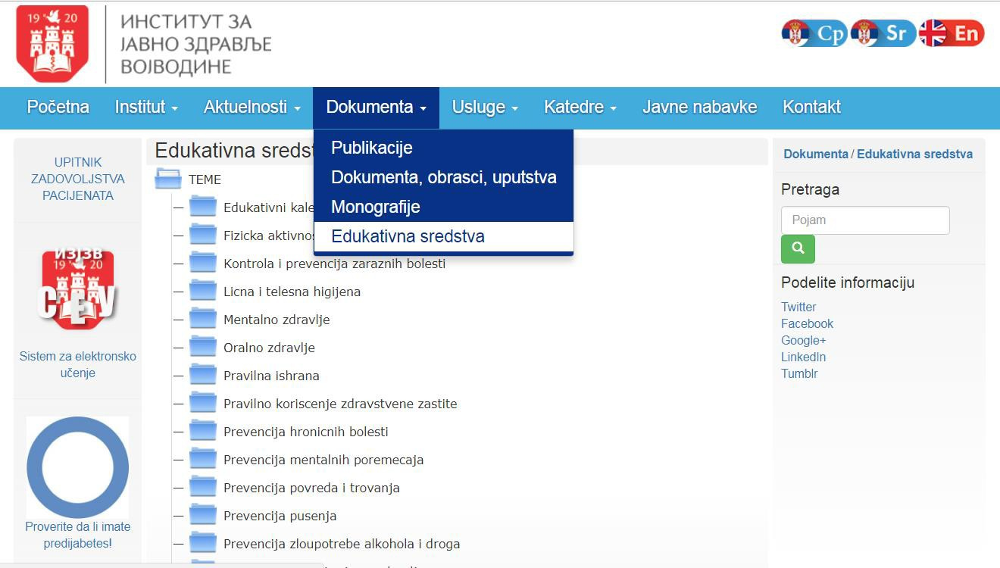 19 20
ИНСТИТУТ ЗА
ЈАВНО ЗДРАВЉЕ
ВОЈВОДИНЕ
Ср
Sr
En
Početna
Institut
Aktuelnosti
Dokumenta
Usluge
Katedre
Javne nabavke
Kontakt
Publikacije
Dokumenta, obrasci, uputstva
Monografije
Edukativna sredstva
UPITNIK
ZADOVOLJSTVA
PACIJENATA
ИЗЈЗВ
19 20
СЕУ
Sistem za elektronsko
učenje
Proverite da li imate
predijabetes!
Edukativna sredst
TEME
Edukativni kale
Fizicka aktivnos
Kontrola i prevencija zaraznih bolesti
Licna i telesna higijena
Mentalno zdravlje
Oralno zdravlje
Pravilna ishrana
Pravilno koriscenje zdravstvene zastite
Prevencija hronicnih bolesti
Prevencija mentalnih poremecaja
Prevencija povreda i trovanja
Prevencija pusenja
Prevencija zloupotrebe alkohola i droga
Dokumenta / Edukativna sredstva
Pretraga
Pojam
Podelite informaciju
Twitter
Facebook
Google+
LinkedIn
Tumblr